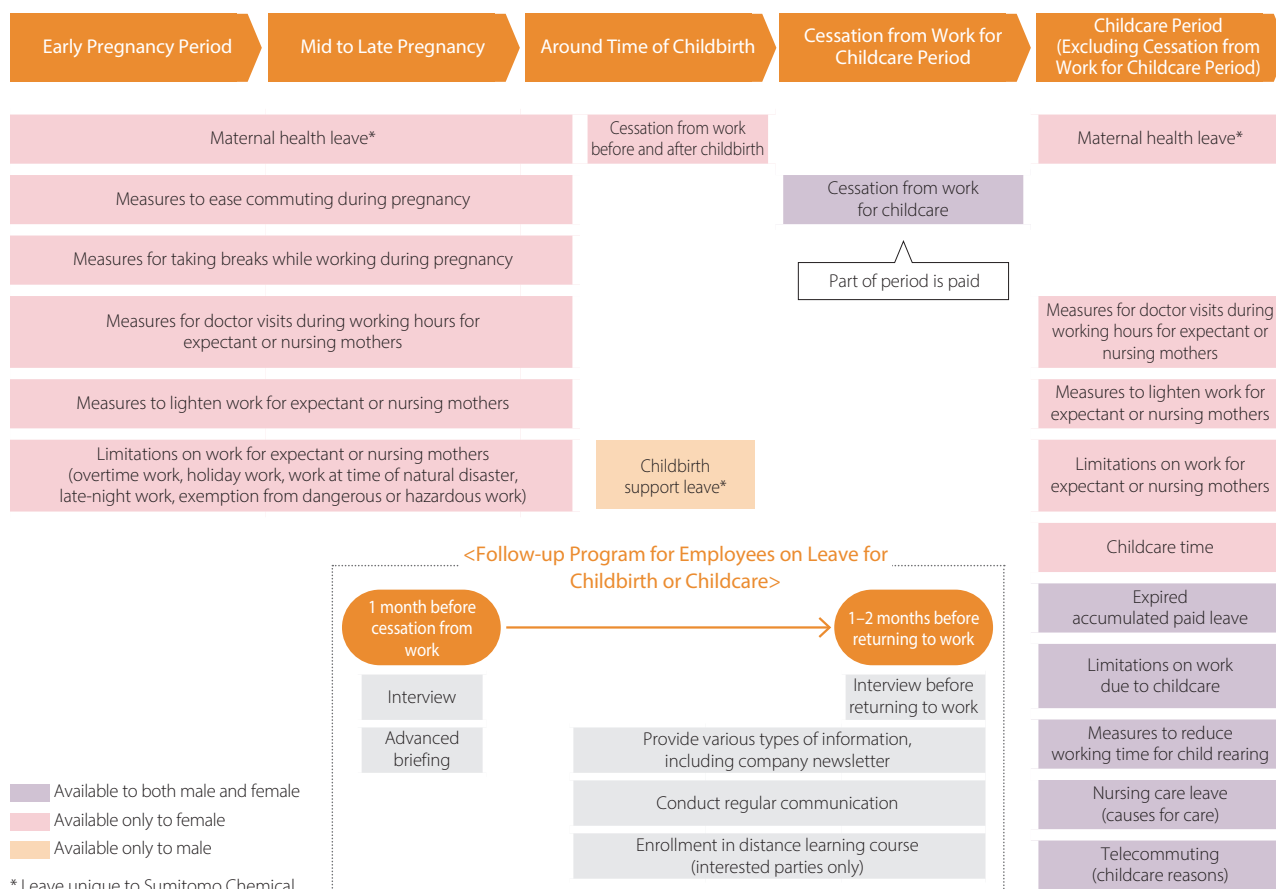 Early Pregnancy Period
Mid to Late Pregnancy
Around Time of Childbirth
Cessation from Work for
Childcare Period
Childcare Period
(Excluding Cessation from
Work for Childcare Period)
Maternal health leave*
Cessation from work
before and after childbirth
Maternal health leave*
Measures to ease commuting during pregnancy
Cessation from work
for childcare
Measures for taking breaks while working during pregnancy
Part of period is paid
Measures for doctor visits during working hours for
expectant or nursing mothers
Measures for doctor visits during
working hours for expectant or
nursing mothers
Measures to lighten work for expectant or nursing mothers
Measures to lighten work for
expectant or nursing mothers
Limitations on work for expectant or nursing mothers
(overtime work, holiday work, work at time of natural disaster,
late-night work, exemption from dangerous or hazardous work)
Childbirth
support leave*
Limitations on work for
expectant or nursing mothers
Childcare time
Expired
accumulated paid leave
Limitations on work
due to childcare
Measures to reduce
working time for child rearing
Nursing care leave
(causes for care)
Telecommuting
(childcare reasons)
<Follow-up Program for Employees on Leave for
Childbirth or Childcare>
1 month before
cessation from
work
1–2 months before
returning to work
Interview
Interview before
returning to work
Advanced
briefing
Provide various types of information,
including company newsletter
Conduct regular communication
Enrollment in distance learning course
(interested parties only)
Available to both male and female
Available only to female
Available only to male
* Leave unique to Sumitomo Chemical